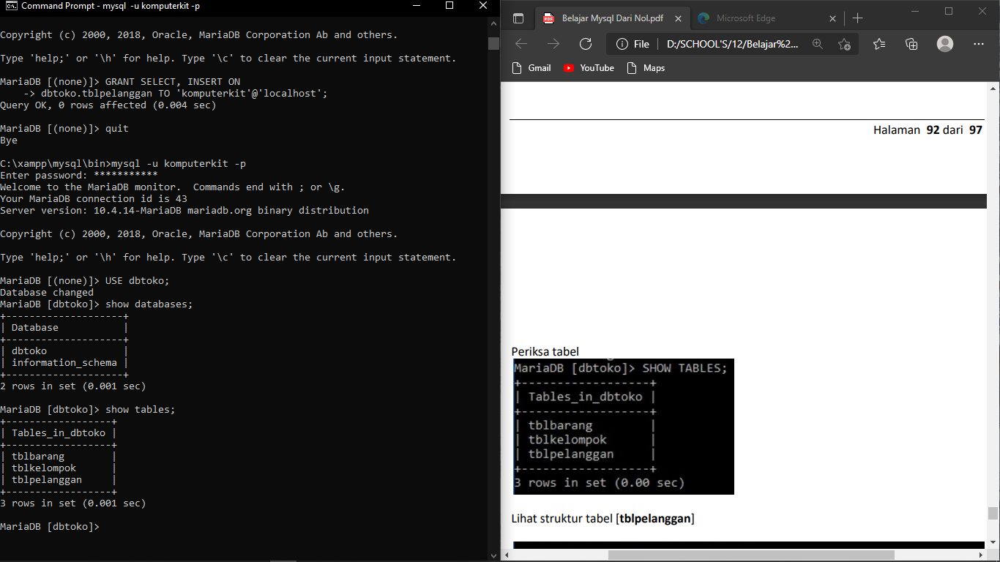 Command Prompt - mysql  -u komputerkit -p
Copyright (c) 2000, 2018, Oracle, MariaDB Corporation Ab and others.
Type 'help;' or '\h' for help. Type '\c' to clear the current input statement.
MariaDB [(none)]> GRANT SELECT, INSERT ON
    -> dbtoko.tblpelanggan TO 'komputerkit'@'localhost';
Query OK, 0 rows affected (0.004 sec)
MariaDB [(none)]> quit
Bye
C:\xampp\mysql\bin>mysql -u komputerkit -p
Enter password: ***********
Welcome to the MariaDB monitor.  Commands end with ; or \g.
Your MariaDB connection id is 43
Server version: 10.4.14-MariaDB mariadb.org binary distribution
Copyright (c) 2000, 2018, Oracle, MariaDB Corporation Ab and others.
Type 'help;' or '\h' for help. Type '\c' to clear the current input statement.
MariaDB [(none)]> USE dbtoko;
Database changed
MariaDB [dbtoko]> show databases;
+--------------------+
| Database           |
+--------------------+
| dbtoko             |
| information_schema |
+--------------------+
2 rows in set (0.001 sec)
MariaDB [dbtoko]> show tables;
+------------------+
| Tables_in_dbtoko |
+------------------+
| tblbarang        |
| tblkelompok      |
| tblpelanggan     |
+------------------+
3 rows in set (0.001 sec)
MariaDB [dbtoko]>
PDF Belajar Mysql Dari Nol.pdf
Microsoft Edge
File | D:/SCHOOL'S/12/Belajar%2...
Gmail YouTube Maps
Halaman 92 dari 97
Periksa tabel
MariaDB [dbtoko]> SHOW TABLES;
+------------------+
| Tables_in_dbtoko |
+------------------+
| tblbarang        |
| tblkelompok      |
| tblpelanggan     |
+------------------+
3 rows in set (0.00 sec)
Lihat struktur tabel [tblpelanggan]